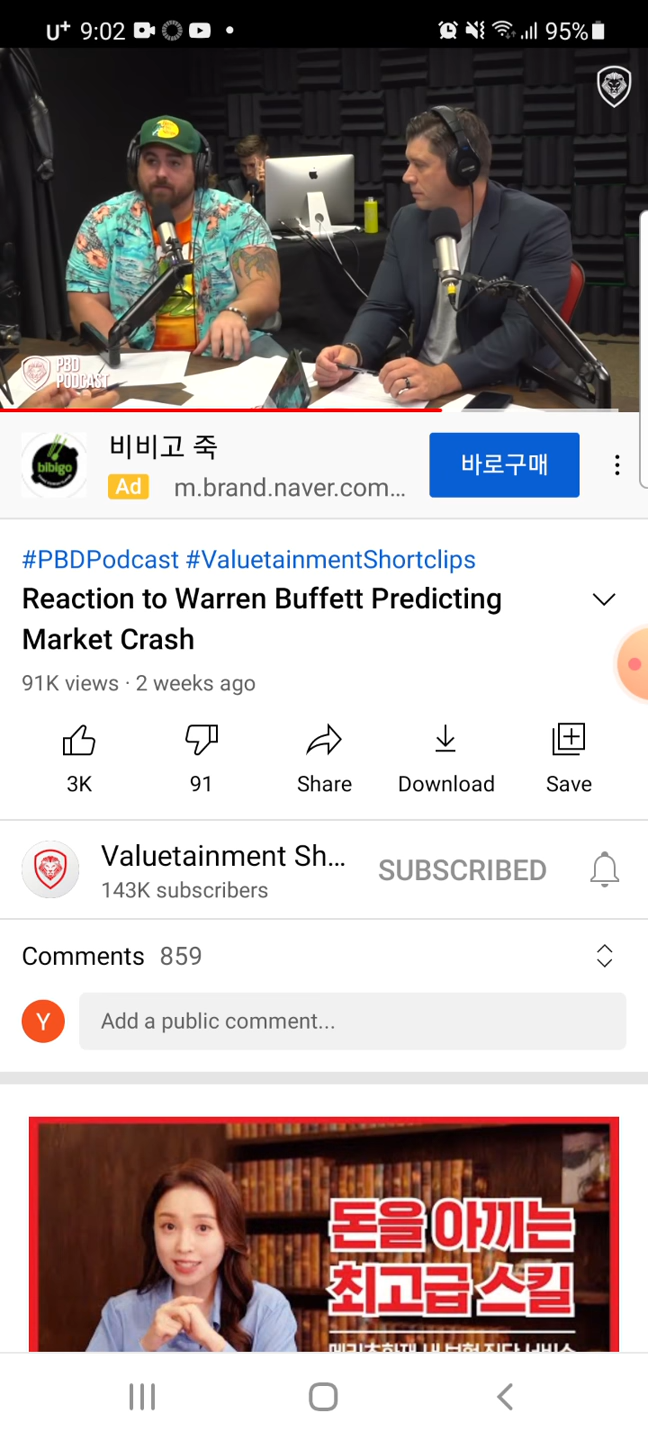 U+ 9:02
95%
PBD
PODCAST
bibigo
비비고 죽
Ad m.brand.naver.com...
바로구매
#PBDPodcast #ValuetainmentShortclips
Reaction to Warren Buffett Predicting
Market Crash
91K views · 2 weeks ago
3K 91 Share Download Save
Valuetainment Sh...
143K subscribers
SUBSCRIBED
Comments 859
Y
Add a public comment...
돈을 아끼는
최고급 스킬